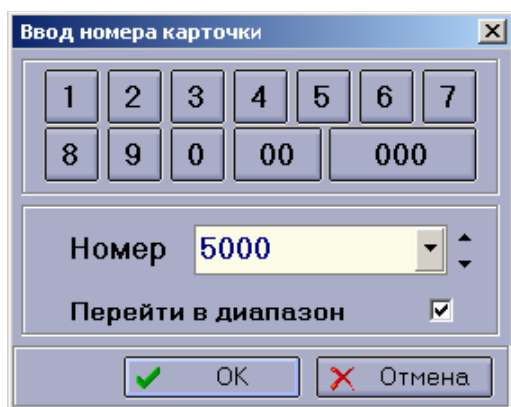 Ввод номера карточки
1 2 3 4 5 6 7
8 9 0 00 000
Номер 5000
Перейти в диапазон
OK Отмена